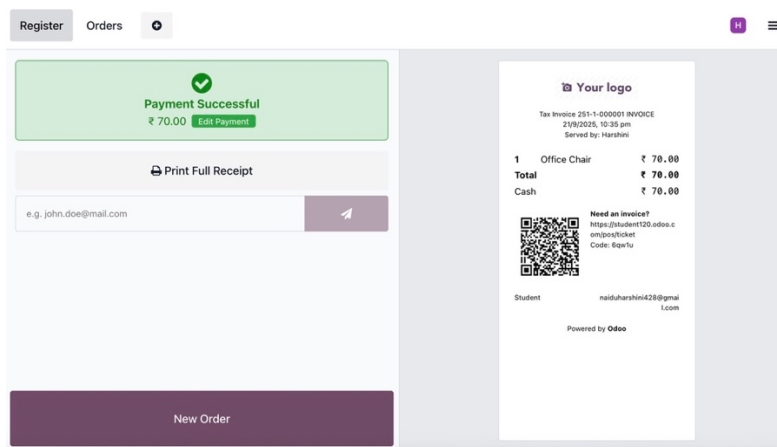 Register Orders
H
Payment Successful
₹ 70.00 Edit Payment
Print Full Receipt
e.g. john.doe@mail.com
New Order
Your logo
Tax Invoice 251-1-000001 INVOICE
21/9/2025, 10:35 pm
Served by: Harshini
1 Office Chair ₹ 70.00
Total ₹ 70.00
Cash ₹ 70.00
Need an invoice?
https://student120.odoo.c
om/pos/ticket
Code: 6qw1u
Student naiduharshini428@gmai
l.com
Powered by Odoo